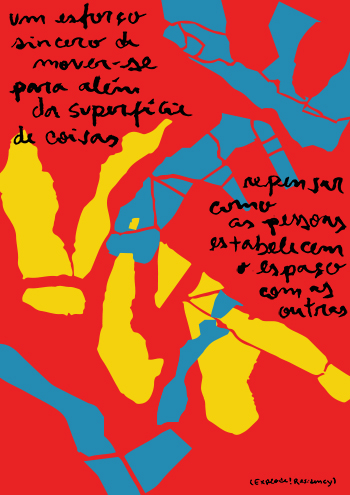 um esforço
sincero de
mover-se
para além
da superfície
de coisas
repensar
como
as pessoas
estabelecem
o espaço
com as
outras
(Explode! Residency)